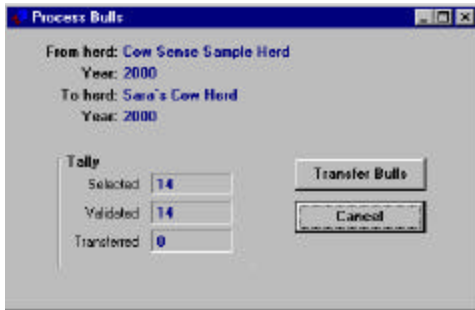 Process Bulls
From herd: Cow Sense Sample Herd
Year: 2000
To herd: Sara's Cow Herd
Year: 2000
Tally
Selected 14
Validated 14
Transferred 0
Transfer Bulls
Cancel